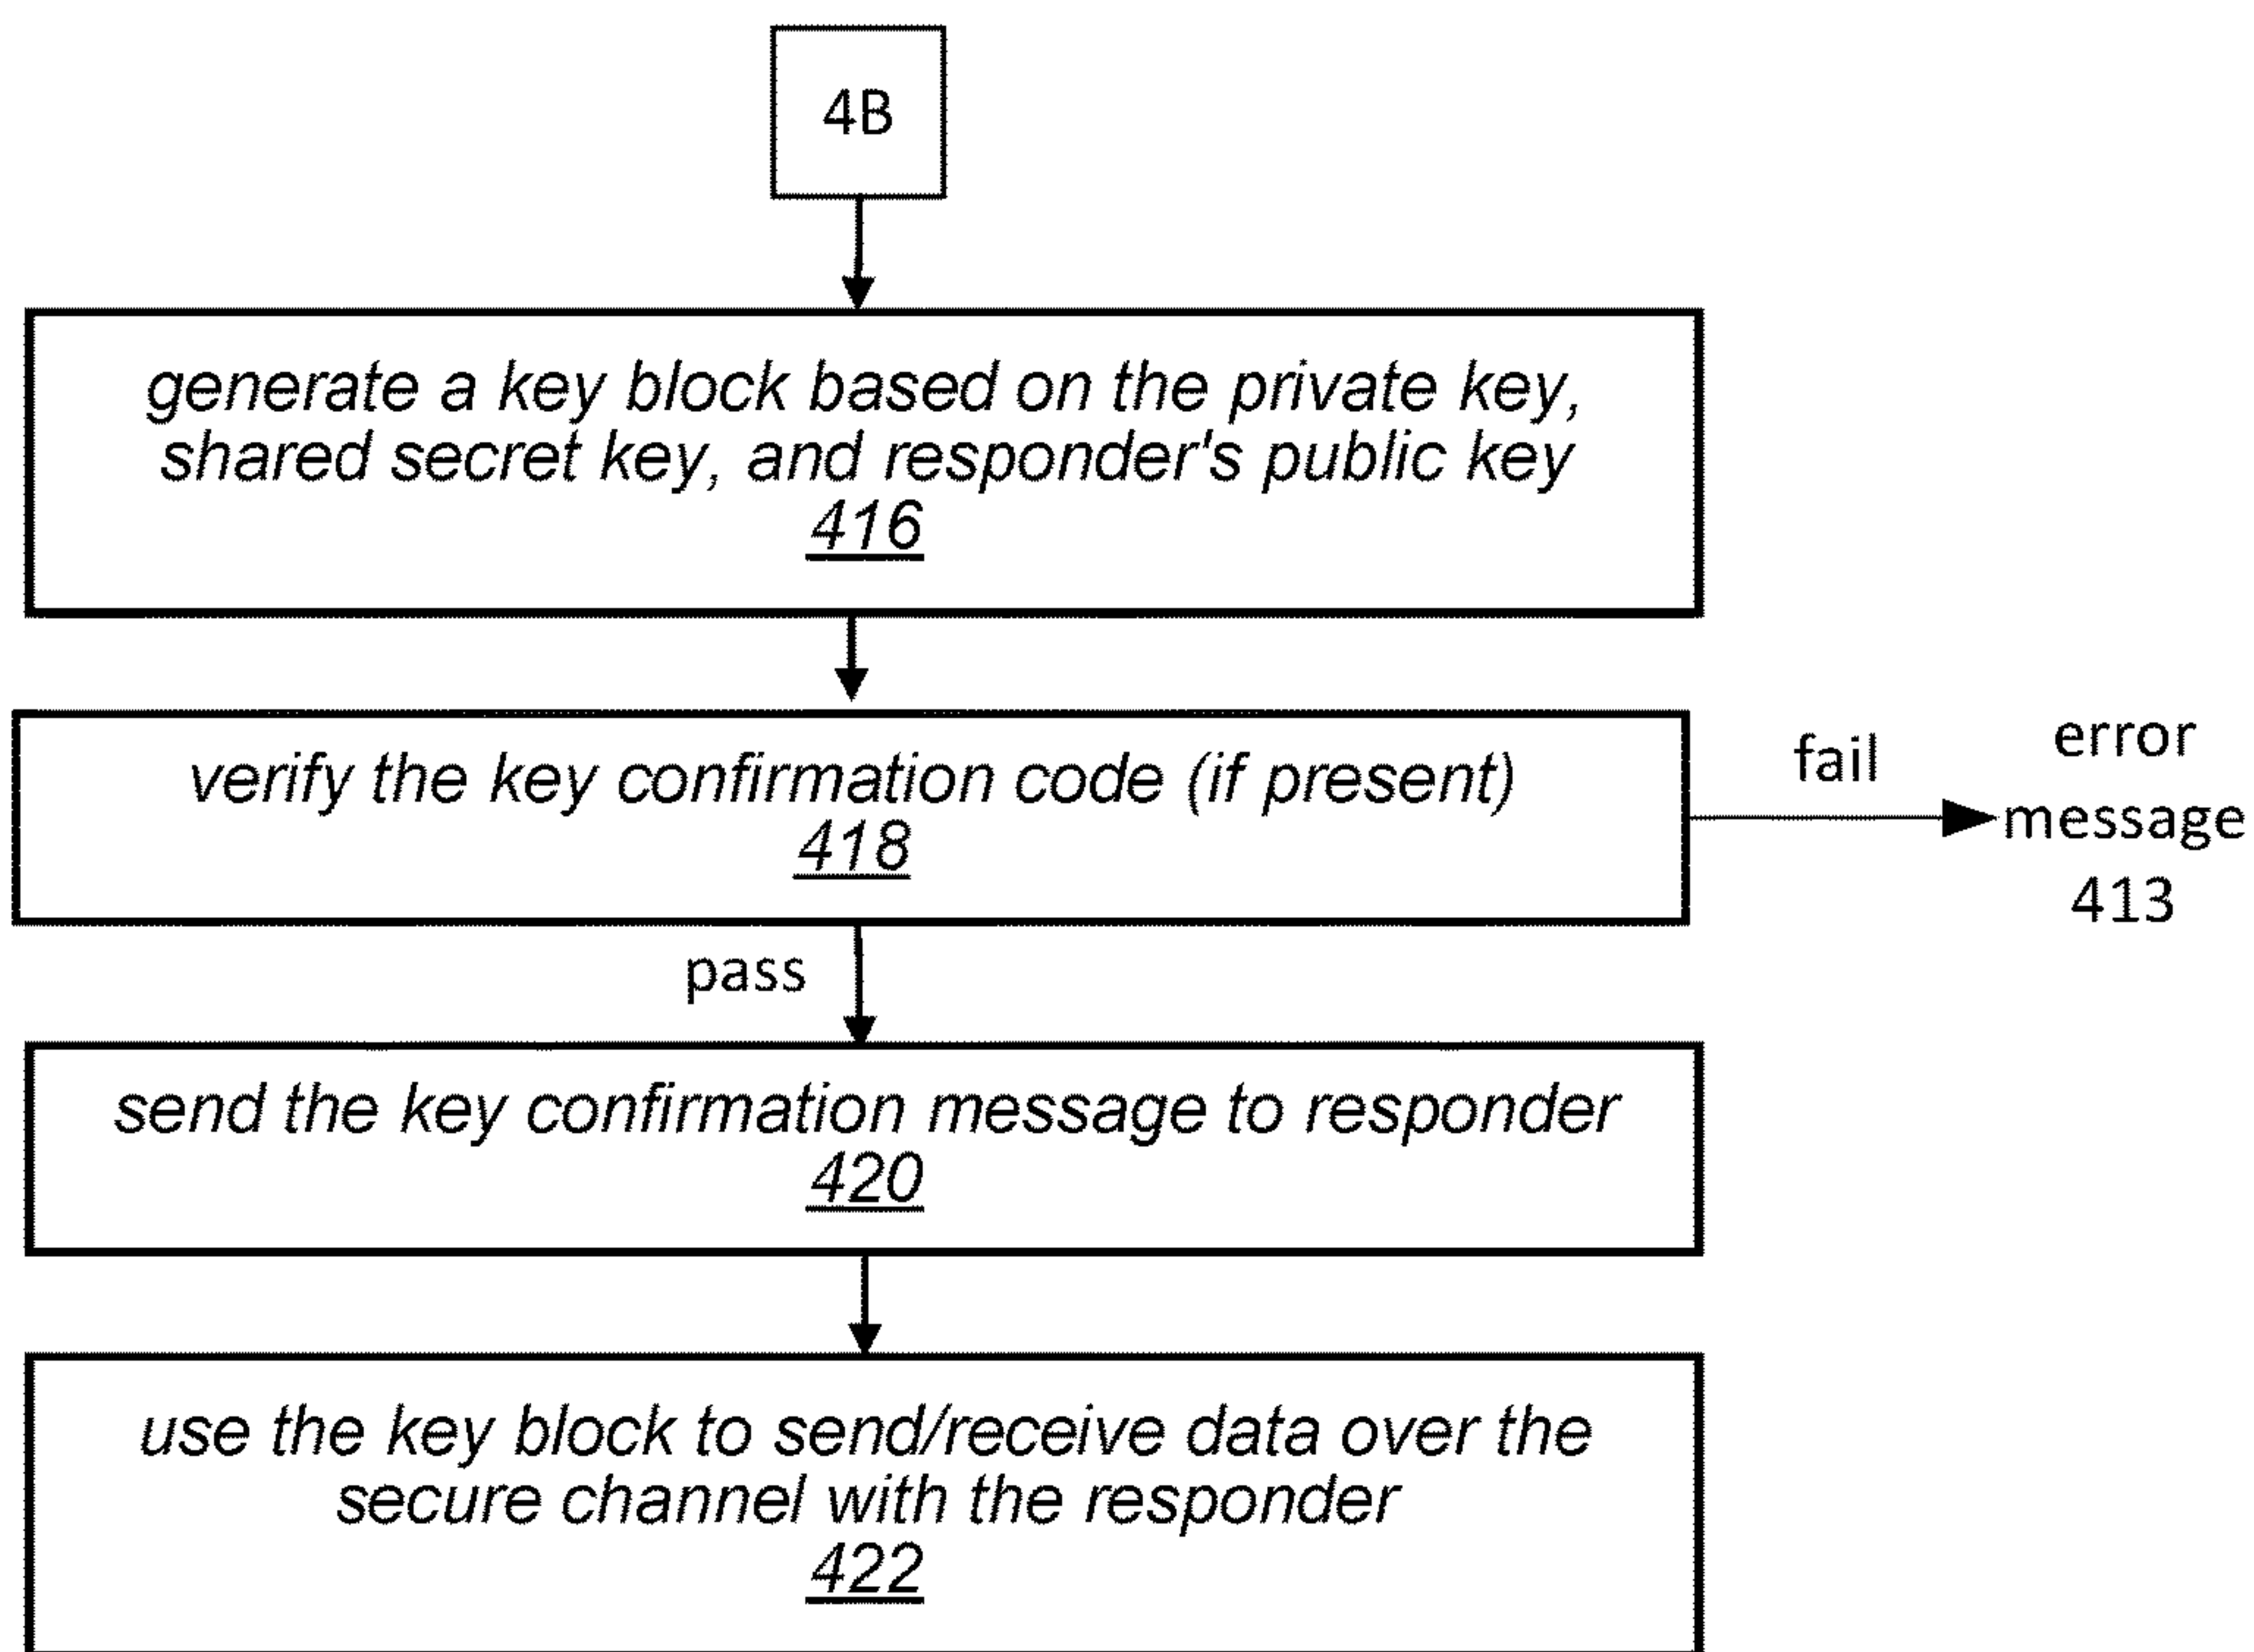 4B
generate a key block based on the private key,
shared secret key, and responder's public key
416
verify the key confirmation code (if present)
418
fail
error
message
413
pass
send the key confirmation message to responder
420
use the key block to send/receive data over the
secure channel with the responder
422